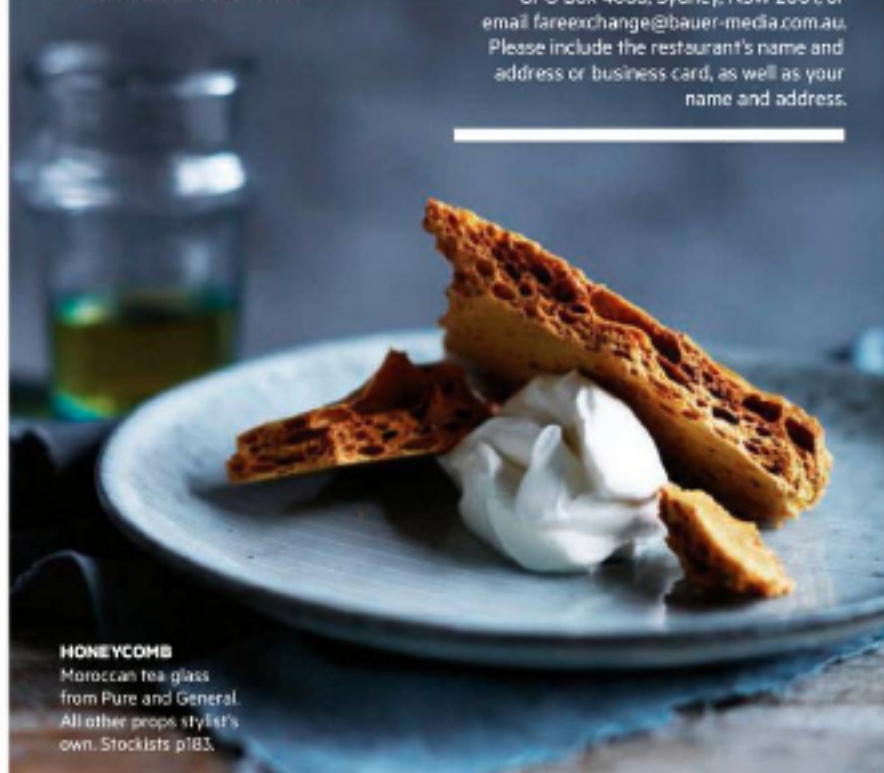 email fareexchange@bauer-media.com.au.
Please include the restaurant's name and
address or business card, as well as your
name and address.
HONEYCOMB
Moroccan tea glass
from Pure and General.
All other props stylist's
own. Stockists p183.